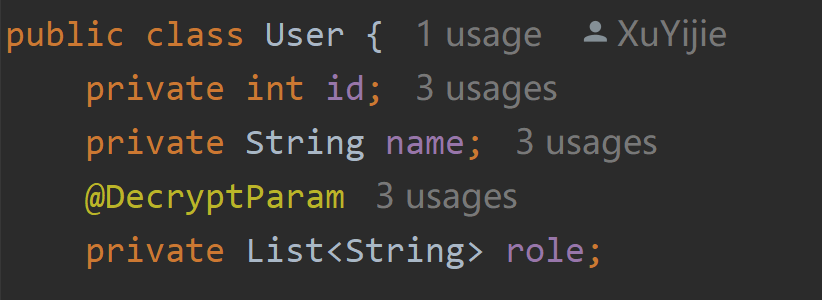 public class User { 1 usage XuYijie
private int id; 3 usages
private String name; 3 usages
@DecryptParam 3 usages
private List<String> role;